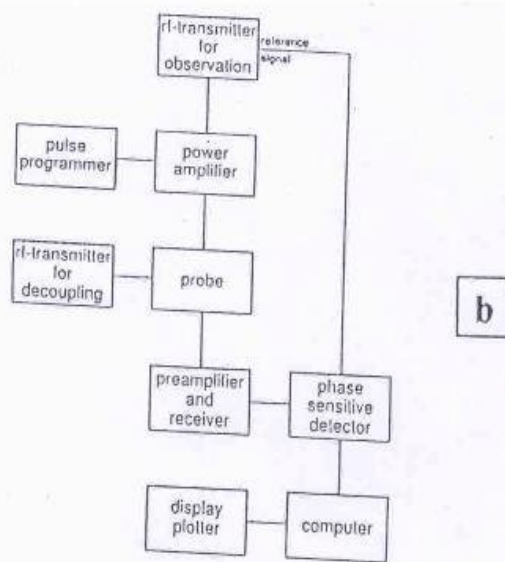 rf-transmitter
for
observation
reference
signal
pulse
programmer
power
amplifier
rf-transmitter
for
decoupling
probe
b
preamplifier
and
receiver
phase
sensitive
detector
display
plotter
computer